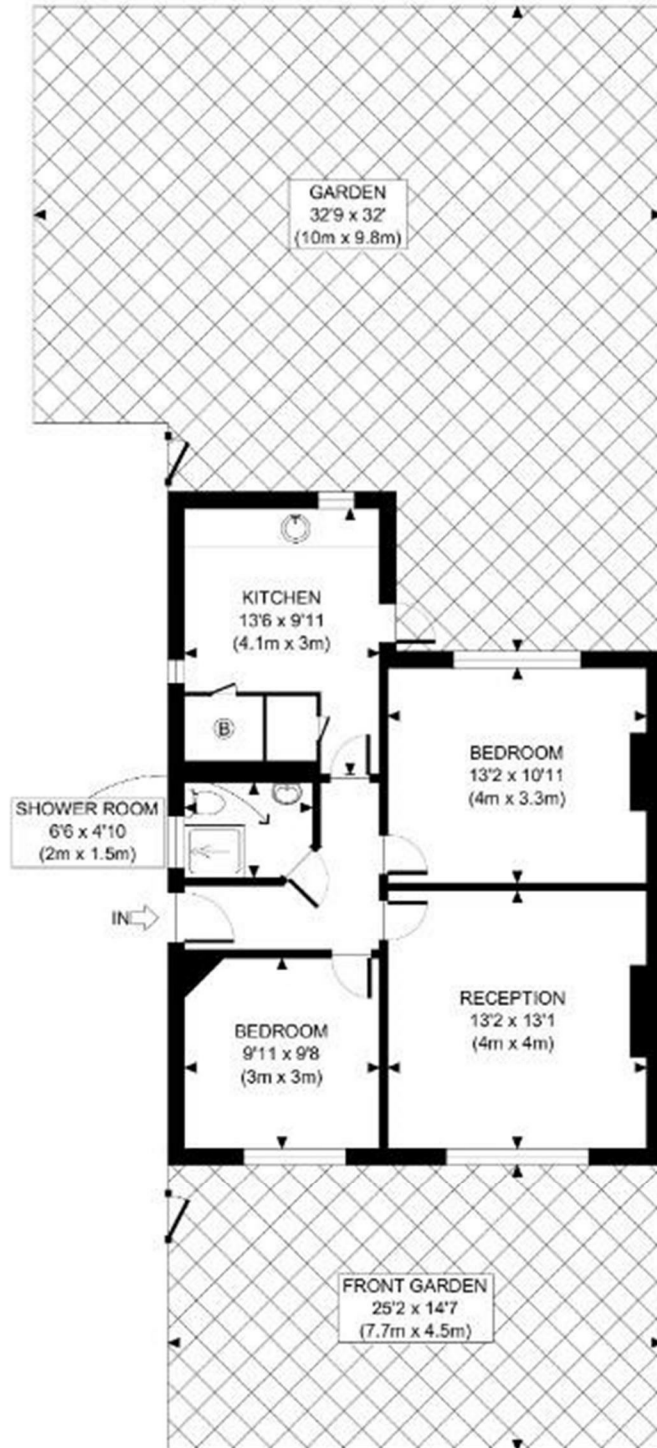 GARDEN
32'9 x 32'
(10m x 9.8m)
KITCHEN
13'6 x 9'11
(4.1m x 3m)
B
BEDROOM
13'2 x 10'11
(4m x 3.3m)
SHOWER ROOM
6'6 x 4'10
(2m x 1.5m)
IN
RECEPTION
13'2 x 13'1
(4m x 4m)
BEDROOM
9'11 x 9'8
(3m x 3m)
FRONT GARDEN
25'2 x 14'7
(7.7m x 4.5m)